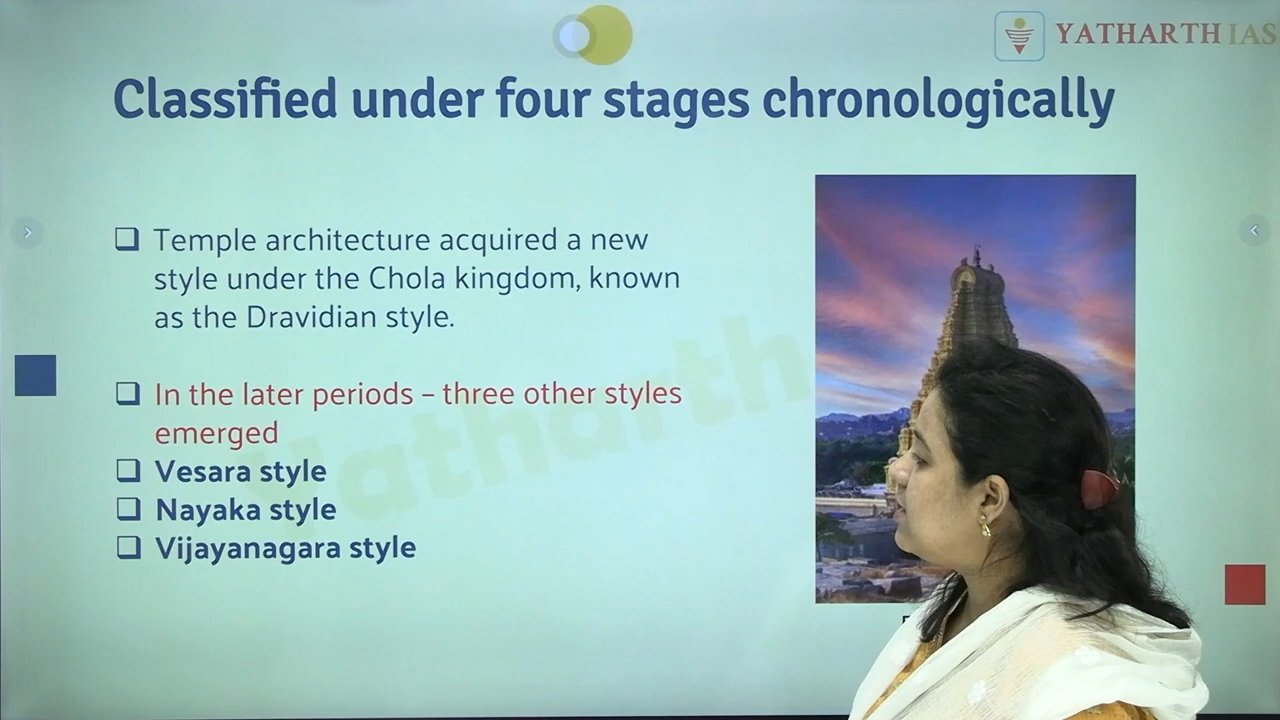 YATHARTH IAS
Classified under four stages chronologically
❑ Temple architecture acquired a new
style under the Chola kingdom, known
as the Dravidian style.
❑ In the later periods – three other styles
emerged
❑ Vesara style
❑ Nayaka style
❑ Vijayanagara style
Yatharth